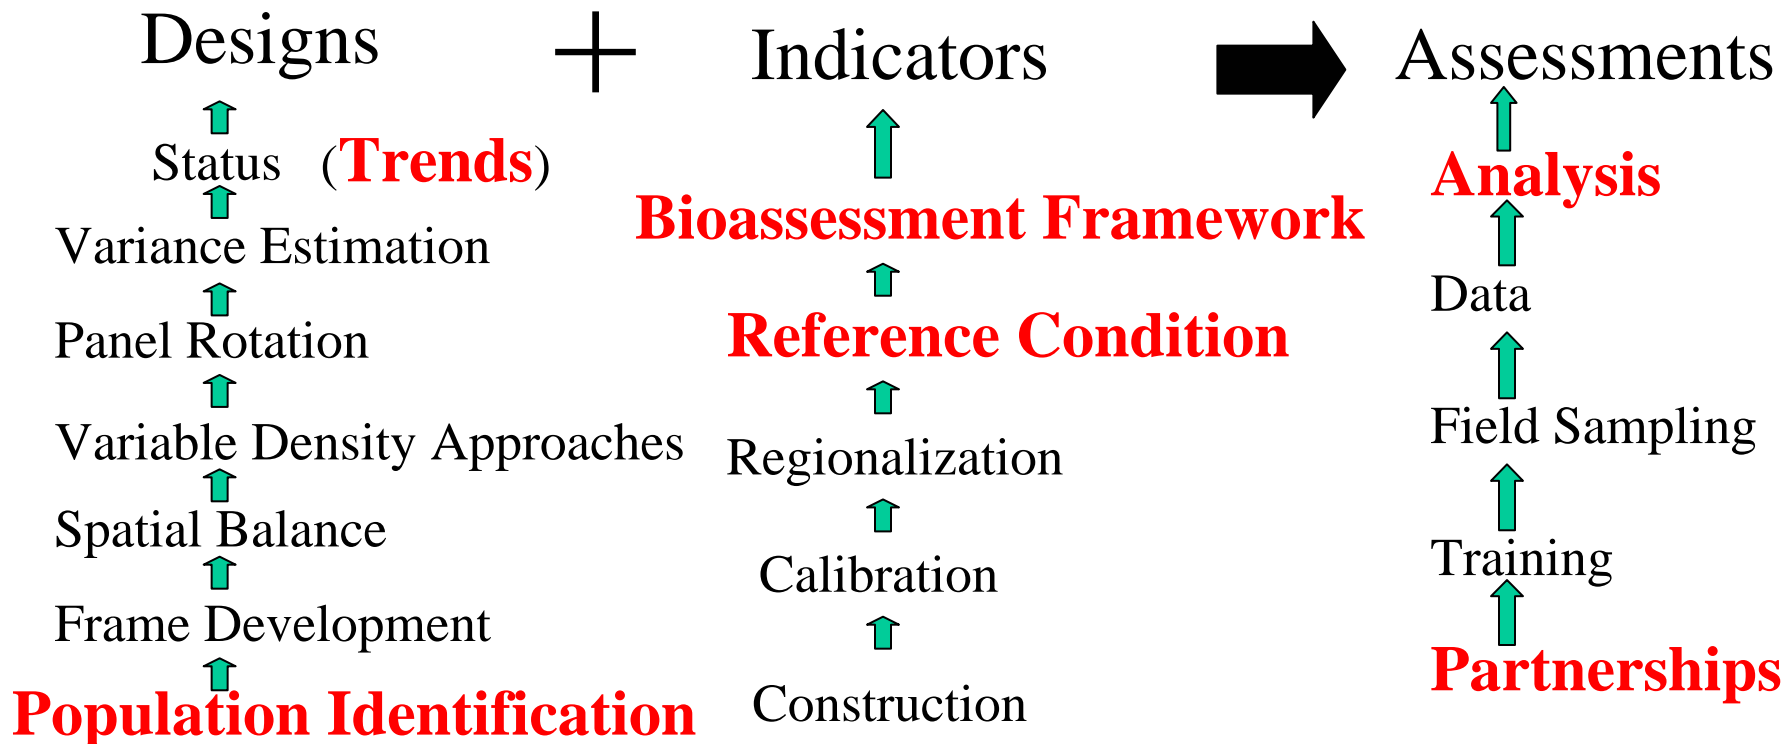 Designs + Indicators Assessments
Status (Trends)
Variance Estimation
Panel Rotation
Variable Density Approaches
Spatial Balance
Frame Development
Population Identification
Bioassessment Framework
Reference Condition
Regionalization
Calibration
Construction
Analysis
Data
Field Sampling
Training
Partnerships